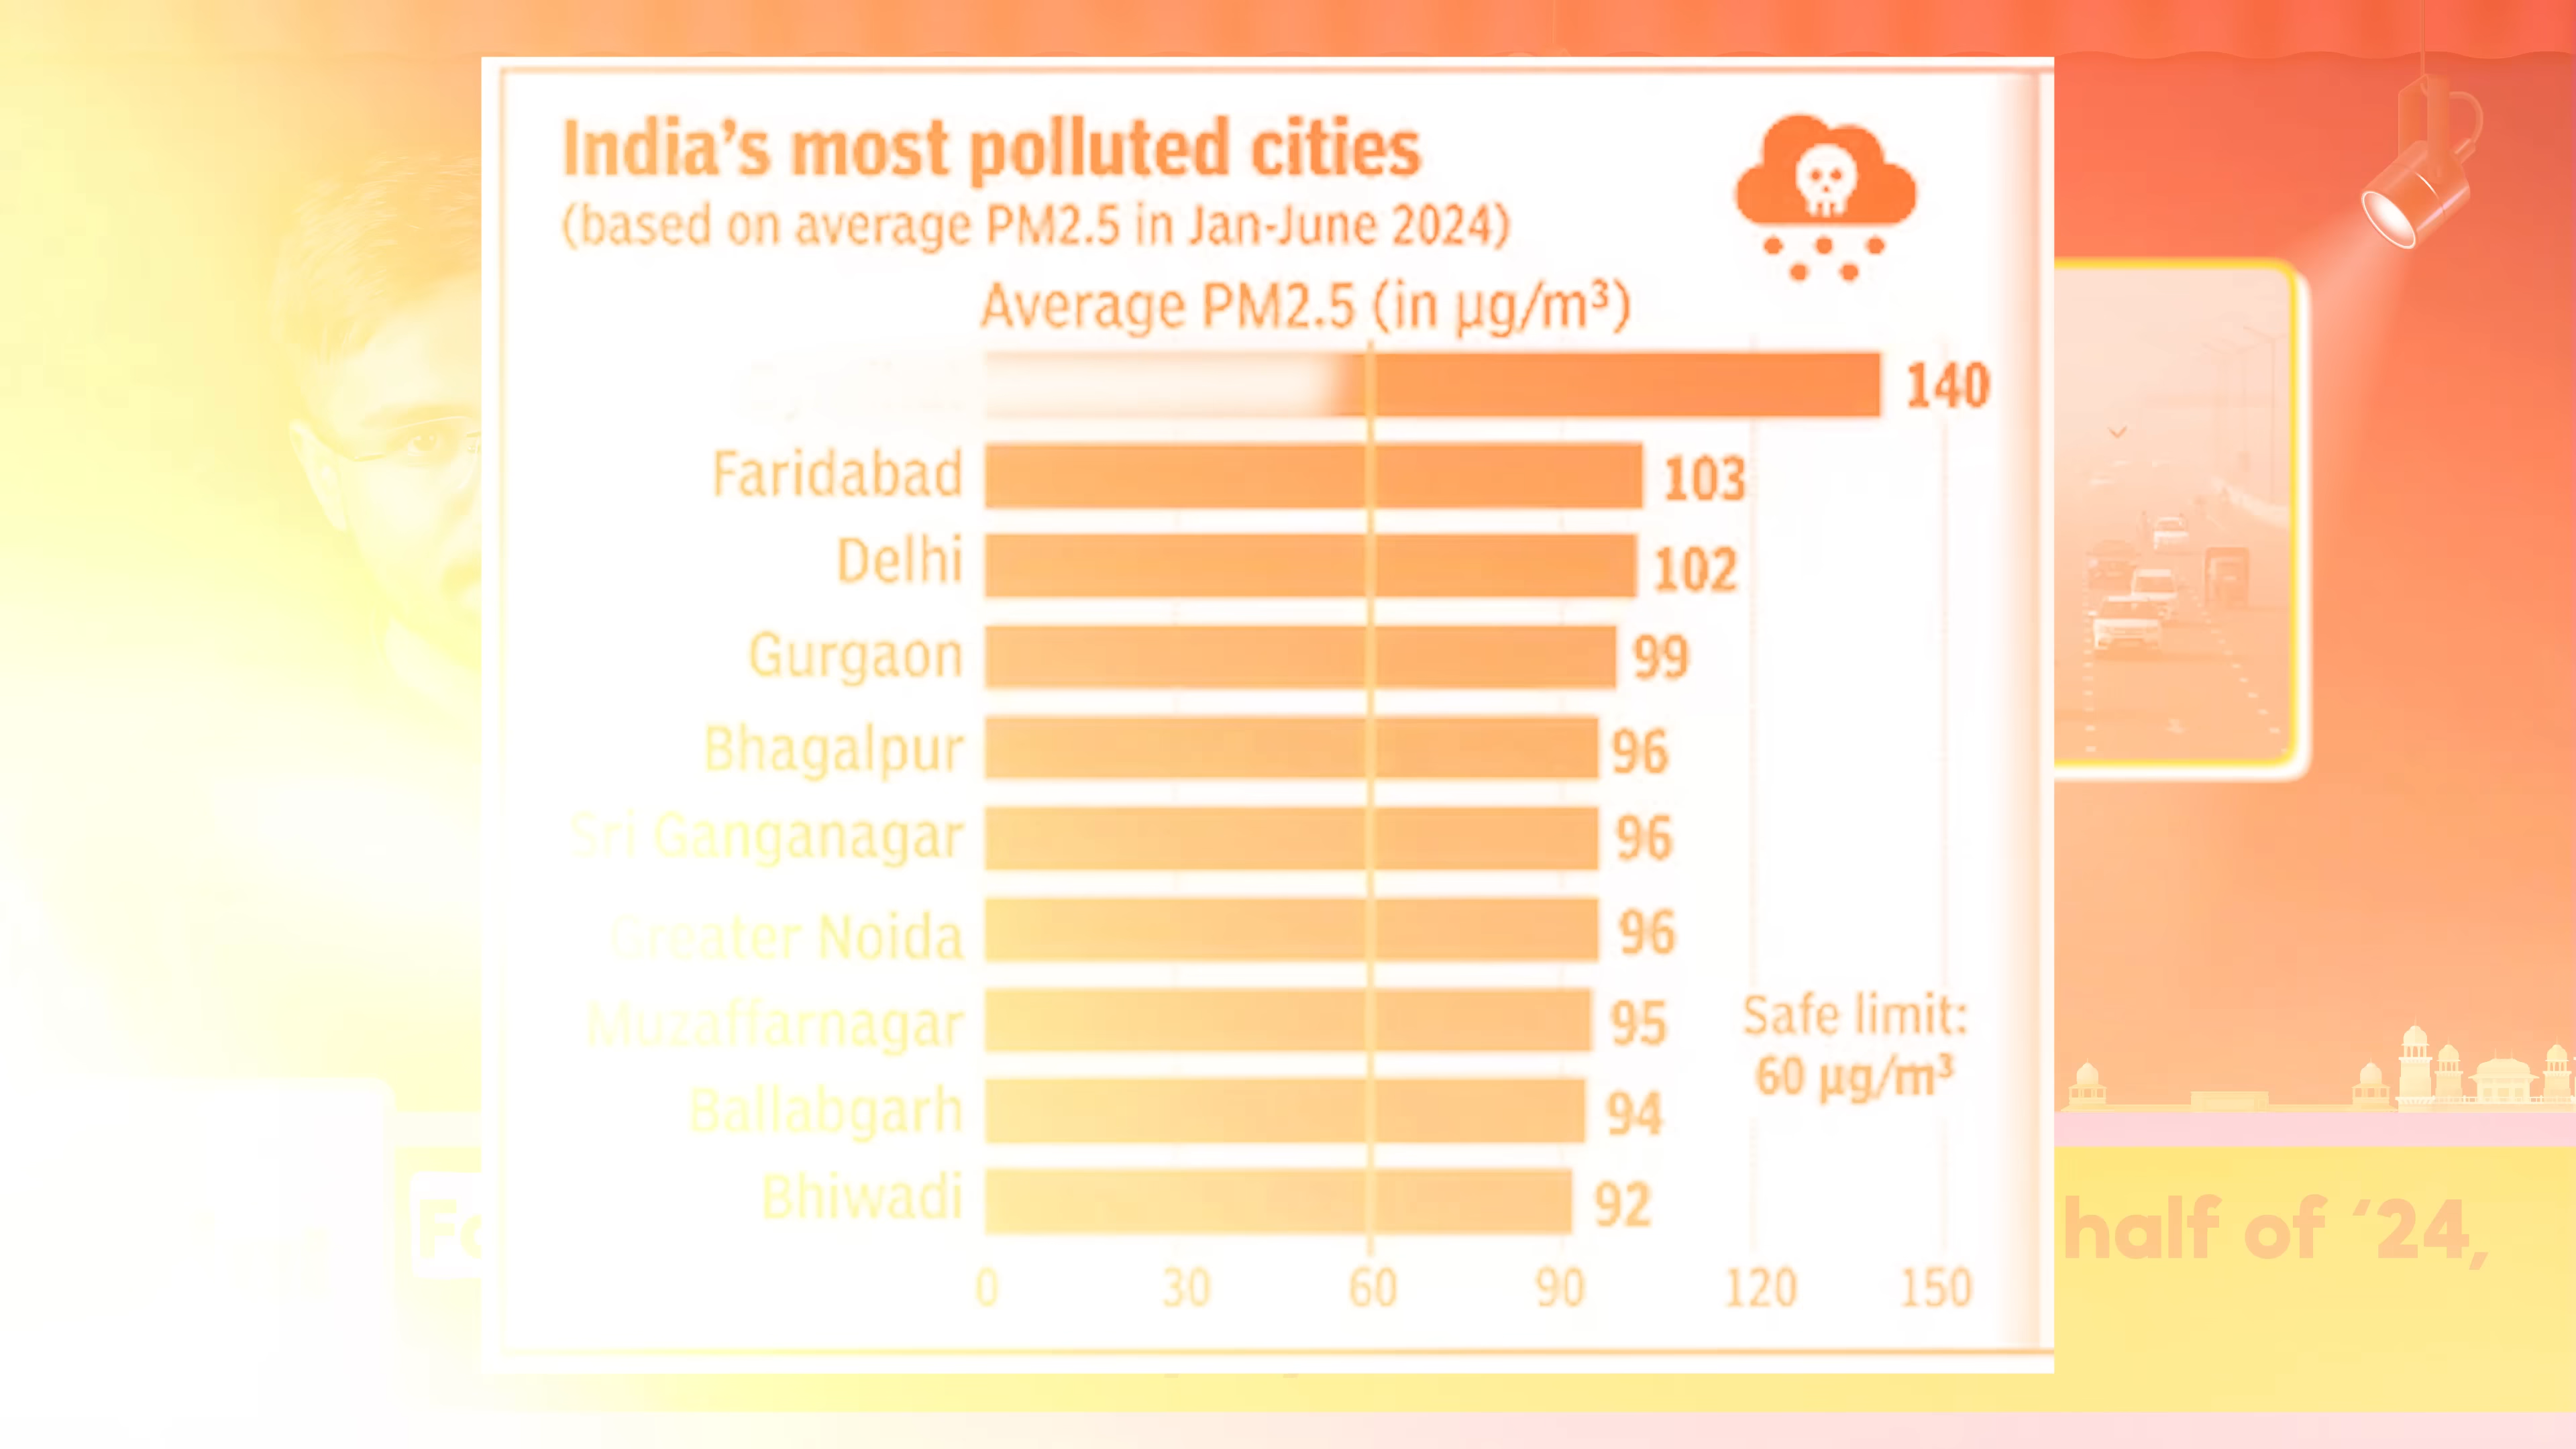 India's most polluted cities
(based on average PM2.5 in Jan-June 2024)
Average PM2.5 (in µg/m³)
140
Faridabad 103
Delhi 102
Gurgaon 99
Bhagalpur 96
Sri Ganganagar 96
Greater Noida 96
Muzaffarnagar 95
Ballabgarh 94
Bhiwadi 92
Safe limit:
60 µg/m³
0 30 60 90 120 150
half of '24,